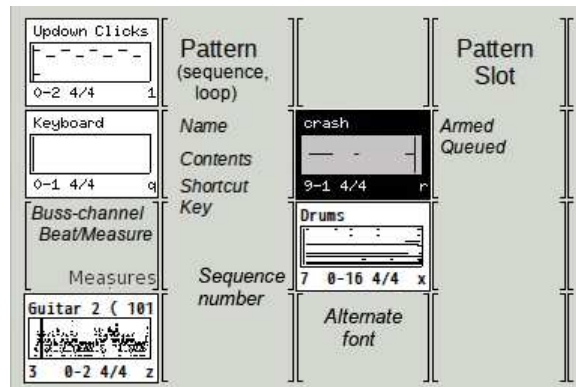 Updown Clicks
0-2 4/4 1
Pattern
(sequence,
loop)
Pattern
Slot
Keyboard
0-1 4/4 q
Name
Contents
Shortcut
Key
crash
9-1 4/4 r
Armed
Queued
Buss-channel
Beat/Measure
Measures
Sequence
number
Drums
7 0-16 4/4 x
Guitar 2 ( 101
3 0-2 4/4 z
Alternate
font